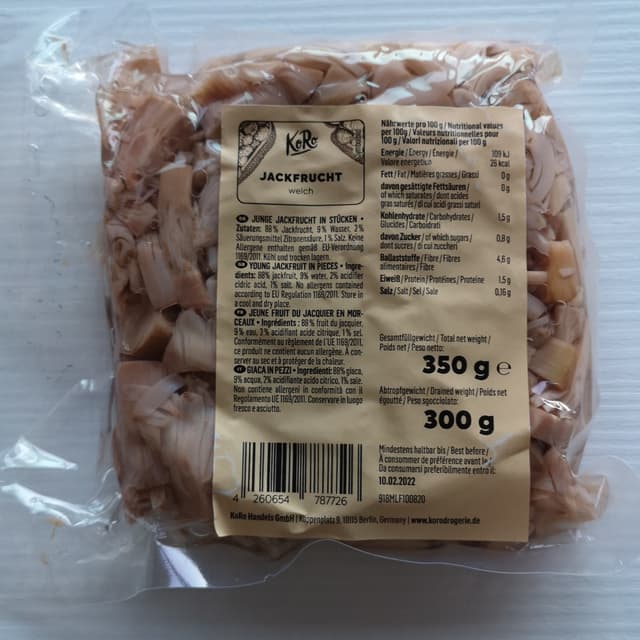 KoRo
JACKFRUCHT
weich
DE JUNGE JACKFRUCHT IN STÜCKEN •
Zutaten: 88% Jackfrucht, 9% Wasser, 2%
Säuerungsmittel Zitronensäure, 1% Salz. Keine
Allergene enthalten gemäß EU-Verordnung
1169/2011. Kühl und trocken lagern.
YOUNG JACKFRUIT IN PIECES • Ingre-
dients: 88% jackfruit, 9% water, 2% acidifier
citric acid, 1% salt. No allergens contained
according to EU Regulation 1169/2011. Store in
a cool and dry place.
JEUNE FRUIT DU JACQUIER EN MOR-
CEAUX • Ingrédients : 88% fruit du jacquier,
9% eau, 2% acidifiant acide citrique, 1% sel.
Conformément au règlement de l'UE 1169/2011,
ce produit ne contient aucun allergène. À con-
server au sec et à protéger de la chaleur.
GIACA IN PEZZI • Ingredienti: 88% giaca,
9% acqua, 2% acidificante acido citrico, 1% sale.
Non contiene allergeni in conformità con il
Regolamento UE 1169/2011. Conservare in luogo
fresco e asciutto.
4 260654 787726
Nährwerte pro 100 g / Nutritional values
per 100g / Valeurs nutritionnelles pour
100 g / Valori nutrizionali per 100 g
Energie / Energy / Énergie / 109 kJ
Valore energetico 26 kcal
Fett / Fat / Matières grasses / Grassi 0g
davon gesättigte Fettsäuren / 0g
of which saturates / dont acides
gras saturés / di cui acidi grassi saturi
Kohlenhydrate / Carbohydrates / 1,5g
Glucides / Carboidrati
davon Zucker / of which sugars / 0,8g
dont sucres / di cui zuccheri
Ballaststoffe / Fibre / Fibres 4,6g
alimentaires / Fibre
Eiweiß / Protein / Protéines / Proteine 1,5g
Salz / Salt / Sel / Sale 0,16g
Gesamtfüllgewicht / Total net weight /
Poids net / Peso netto:
350 g e
Abtropfgewicht / Drained weight / Poids net
égoutté / Peso sgocciolato:
300 g
Mindestens haltbar bis / Best before /
À consommer de préférence avant le /
Da consumarsi preferibilmente entro il:
10.02.2022
918MLF100820
KoRo Handels GmbH | Koppenplatz 9, 10115 Berlin, Germany | www.korodrogerie.de